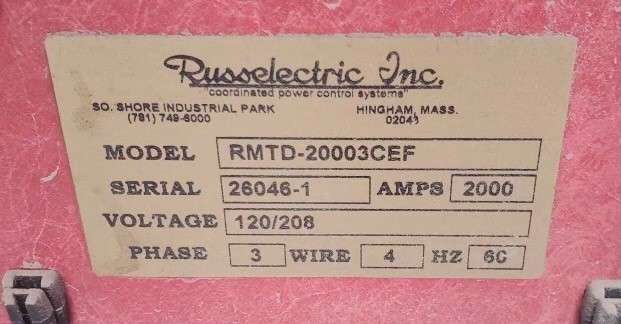 Russelectric Inc.
"coordinated power control systems"
SO. SHORE INDUSTRIAL PARK HINGHAM, MASS.
(781) 749-6000 02043
MODEL RMTD-20003CEF
SERIAL 26046-1 AMPS 2000
VOLTAGE 120/208
PHASE 3 WIRE 4 HZ 60